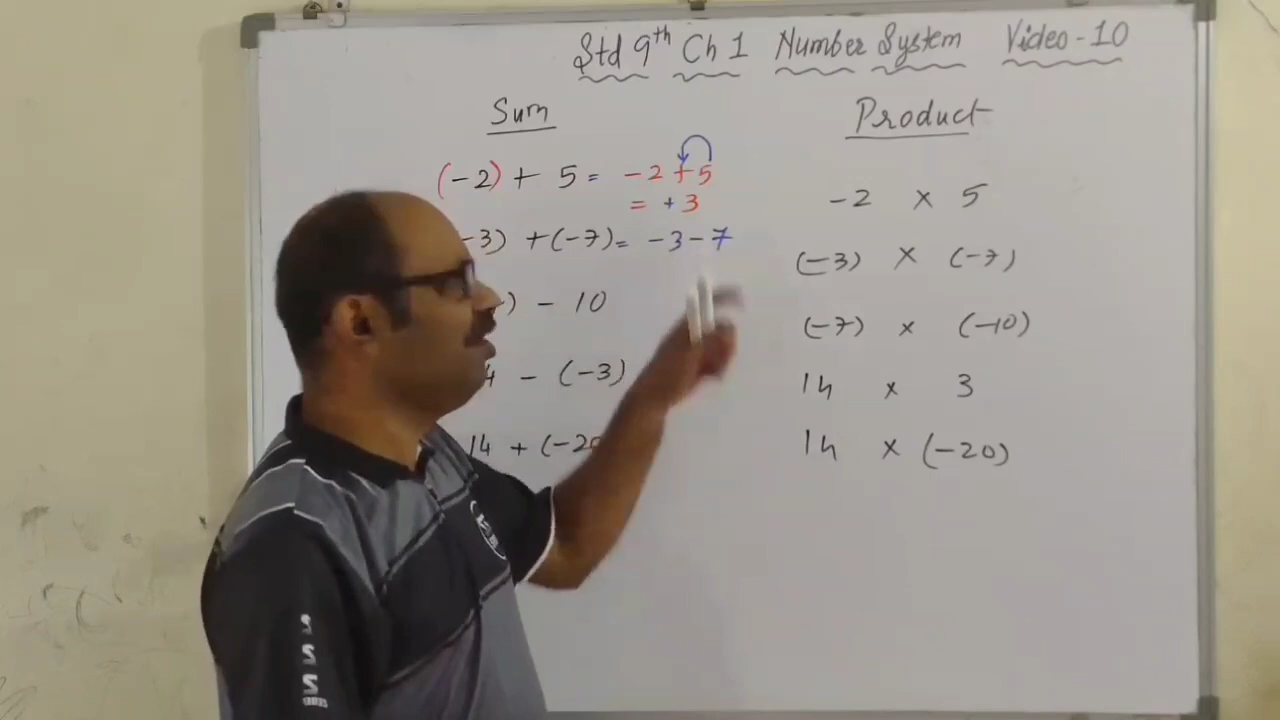 Std 9th Ch 1 Number System Video-10
Sum
(-2) + 5 = -2 + 5
= +3
-3) + (-7) = -3-7
) - 10
4 - (-3)
14 + (-20
Product
-2 × 5
(-3) × (-7)
(-7) × (-10)
14 × 3
14 × (-20)